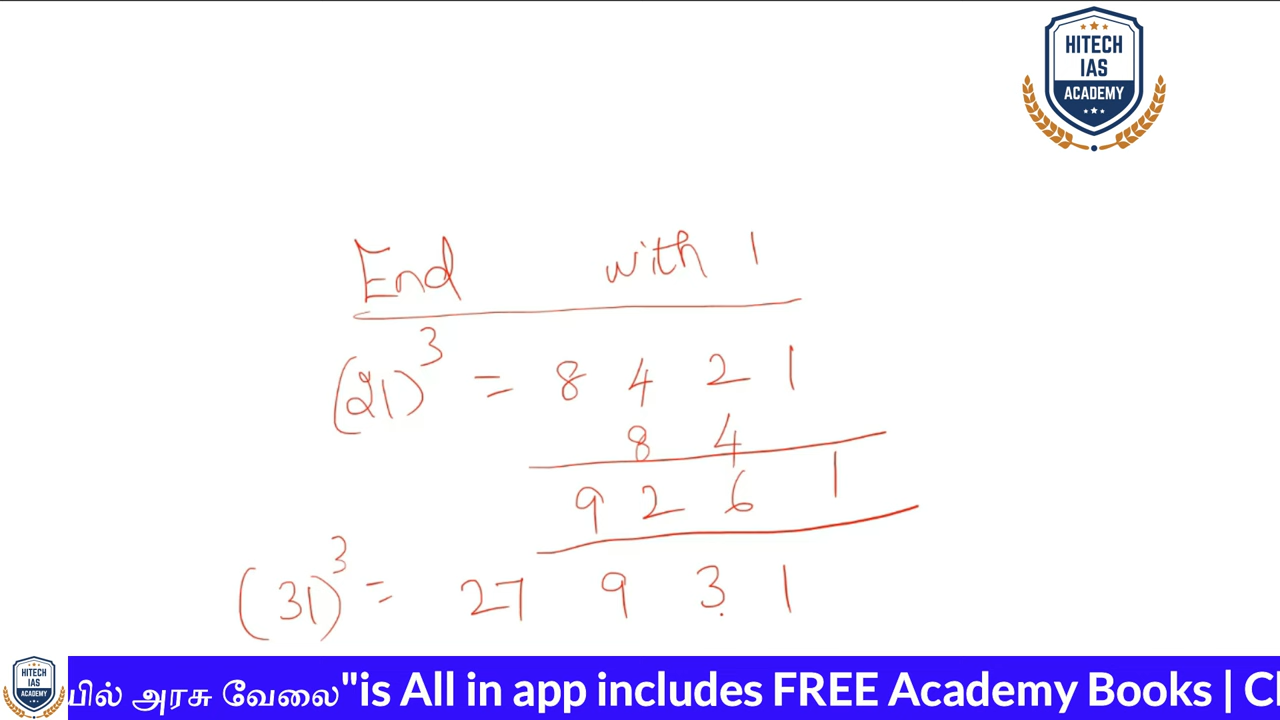 HITECH
IAS
ACADEMY
End with 1
(21)³ = 8 4 2 1
8 4
9 2 6 1
(31)³ = 27 9 3 1
HITECH
IAS
ACADEMY
யில் அரசு வேலை"is All in app includes FREE Academy Books |